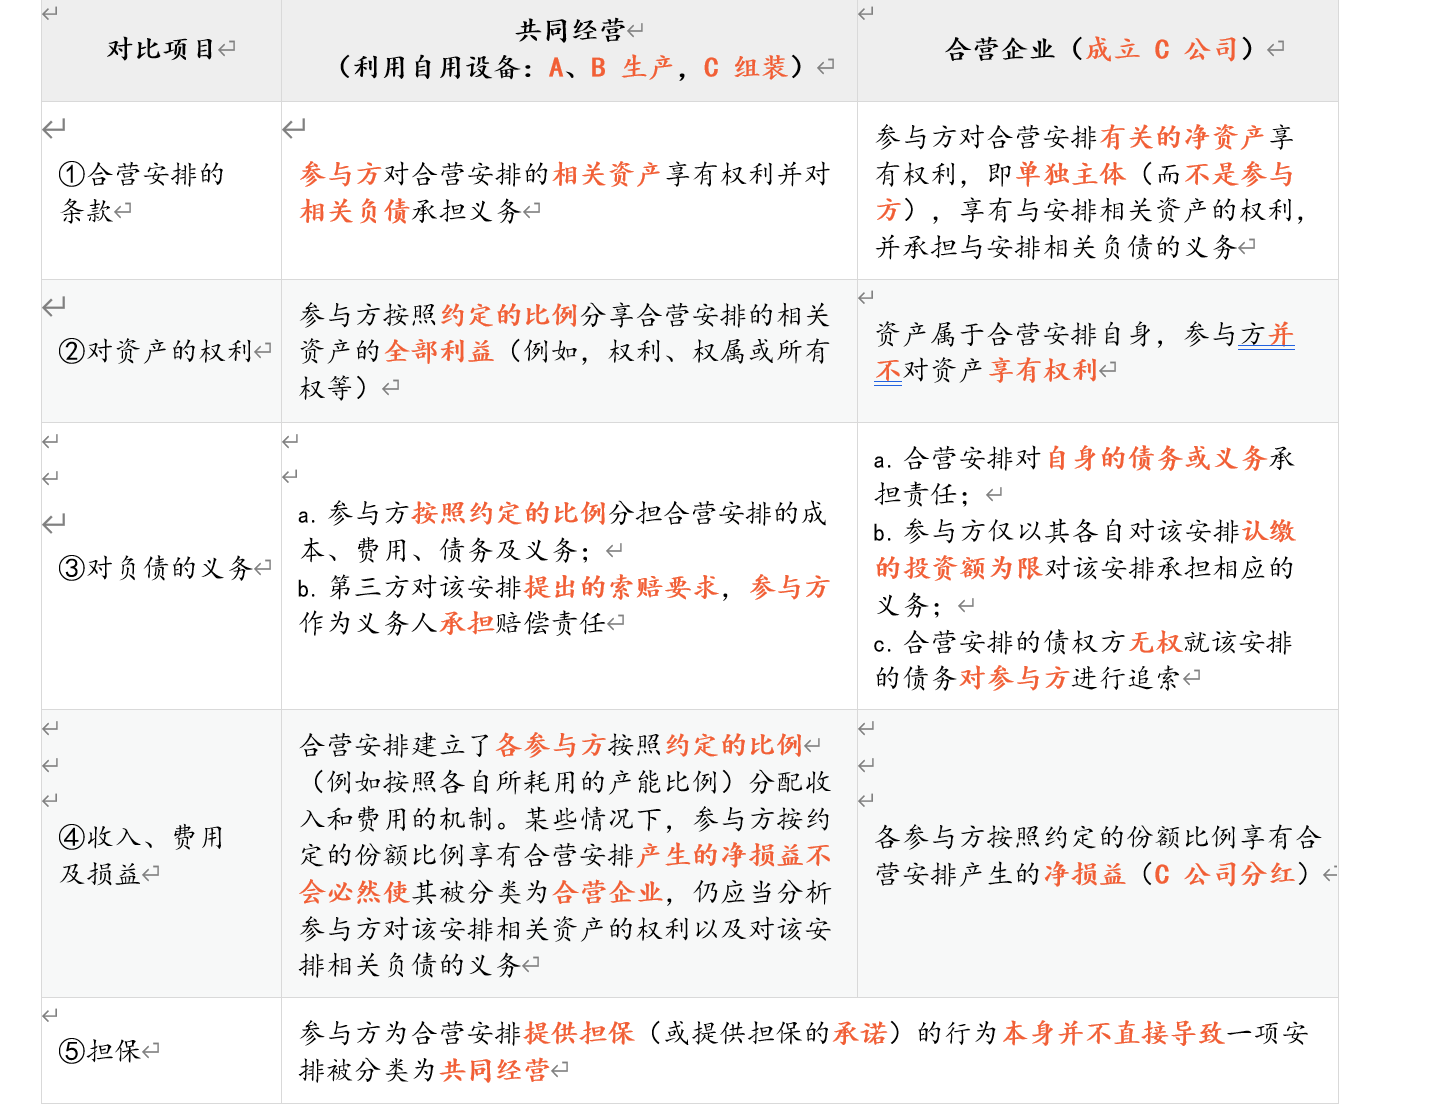 对比项目
共同经营
（利用自用设备：A、B 生产，C 组装）
合营企业（成立 C 公司）
①合营安排的
条款
参与方对合营安排的相关资产享有权利并对
相关负债承担义务
参与方对合营安排有关的净资产享
有权利，即单独主体（而不是参与
方），享有与安排相关资产的权利，
并承担与安排相关负债的义务
②对资产的权利
参与方按照约定的比例分享合营安排的相关
资产的全部利益（例如，权利、权属或所有
权等）
资产属于合营安排自身，参与方并
不对资产享有权利
③对负债的义务
a. 参与方按照约定的比例分担合营安排的成
本、费用、债务及义务；
b. 第三方对该安排提出的索赔要求，参与方
作为义务人承担赔偿责任
a. 合营安排对自身的债务或义务承
担责任；
b. 参与方仅以其各自对该安排认缴
的投资额为限对该安排承担相应的
义务；
c. 合营安排的债权方无权就该安排
的债务对参与方进行追索
④收入、费用
及损益
合营安排建立了各参与方按照约定的比例
（例如按照各自所耗用的产能比例）分配收
入和费用的机制。某些情况下，参与方按约
定的份额比例享有合营安排产生的净损益不
会必然使其被分类为合营企业，仍应当分析
参与方对该安排相关资产的权利以及对该安
排相关负债的义务
各参与方按照约定的份额比例享有合
营安排产生的净损益（C 公司分红）
⑤担保
参与方为合营安排提供担保（或提供担保的承诺）的行为本身并不直接导致一项安
排被分类为共同经营